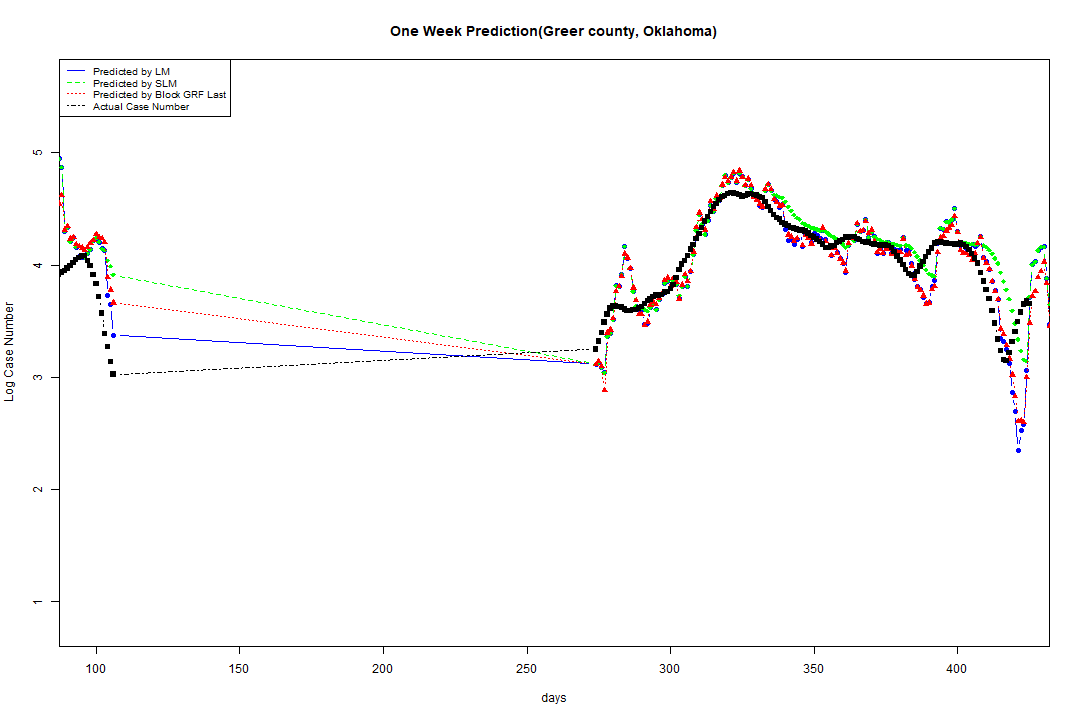 One Week Prediction(Greer county, Oklahoma)
Predicted by LM
Predicted by SLM
Predicted by Block GRF Last
Actual Case Number
5
4
3
2
1
Log Case Number
100 150 200 250 300 350 400
days